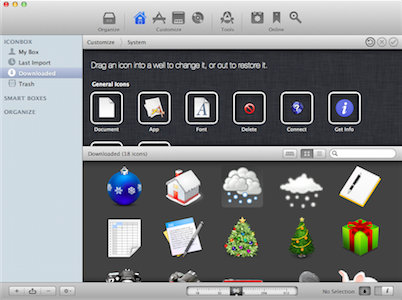 Organize
Customize
Tools
Online
ICONBOX
My Box
Last Import
Downloaded
Trash
SMART BOXES
ORGANIZE
Customize
System
Drag an icon into a well to change it, or out to restore it.
General Icons
Document
App
Font
Delete
Connect
Get Info
Downloaded (18 icons)
No Selection